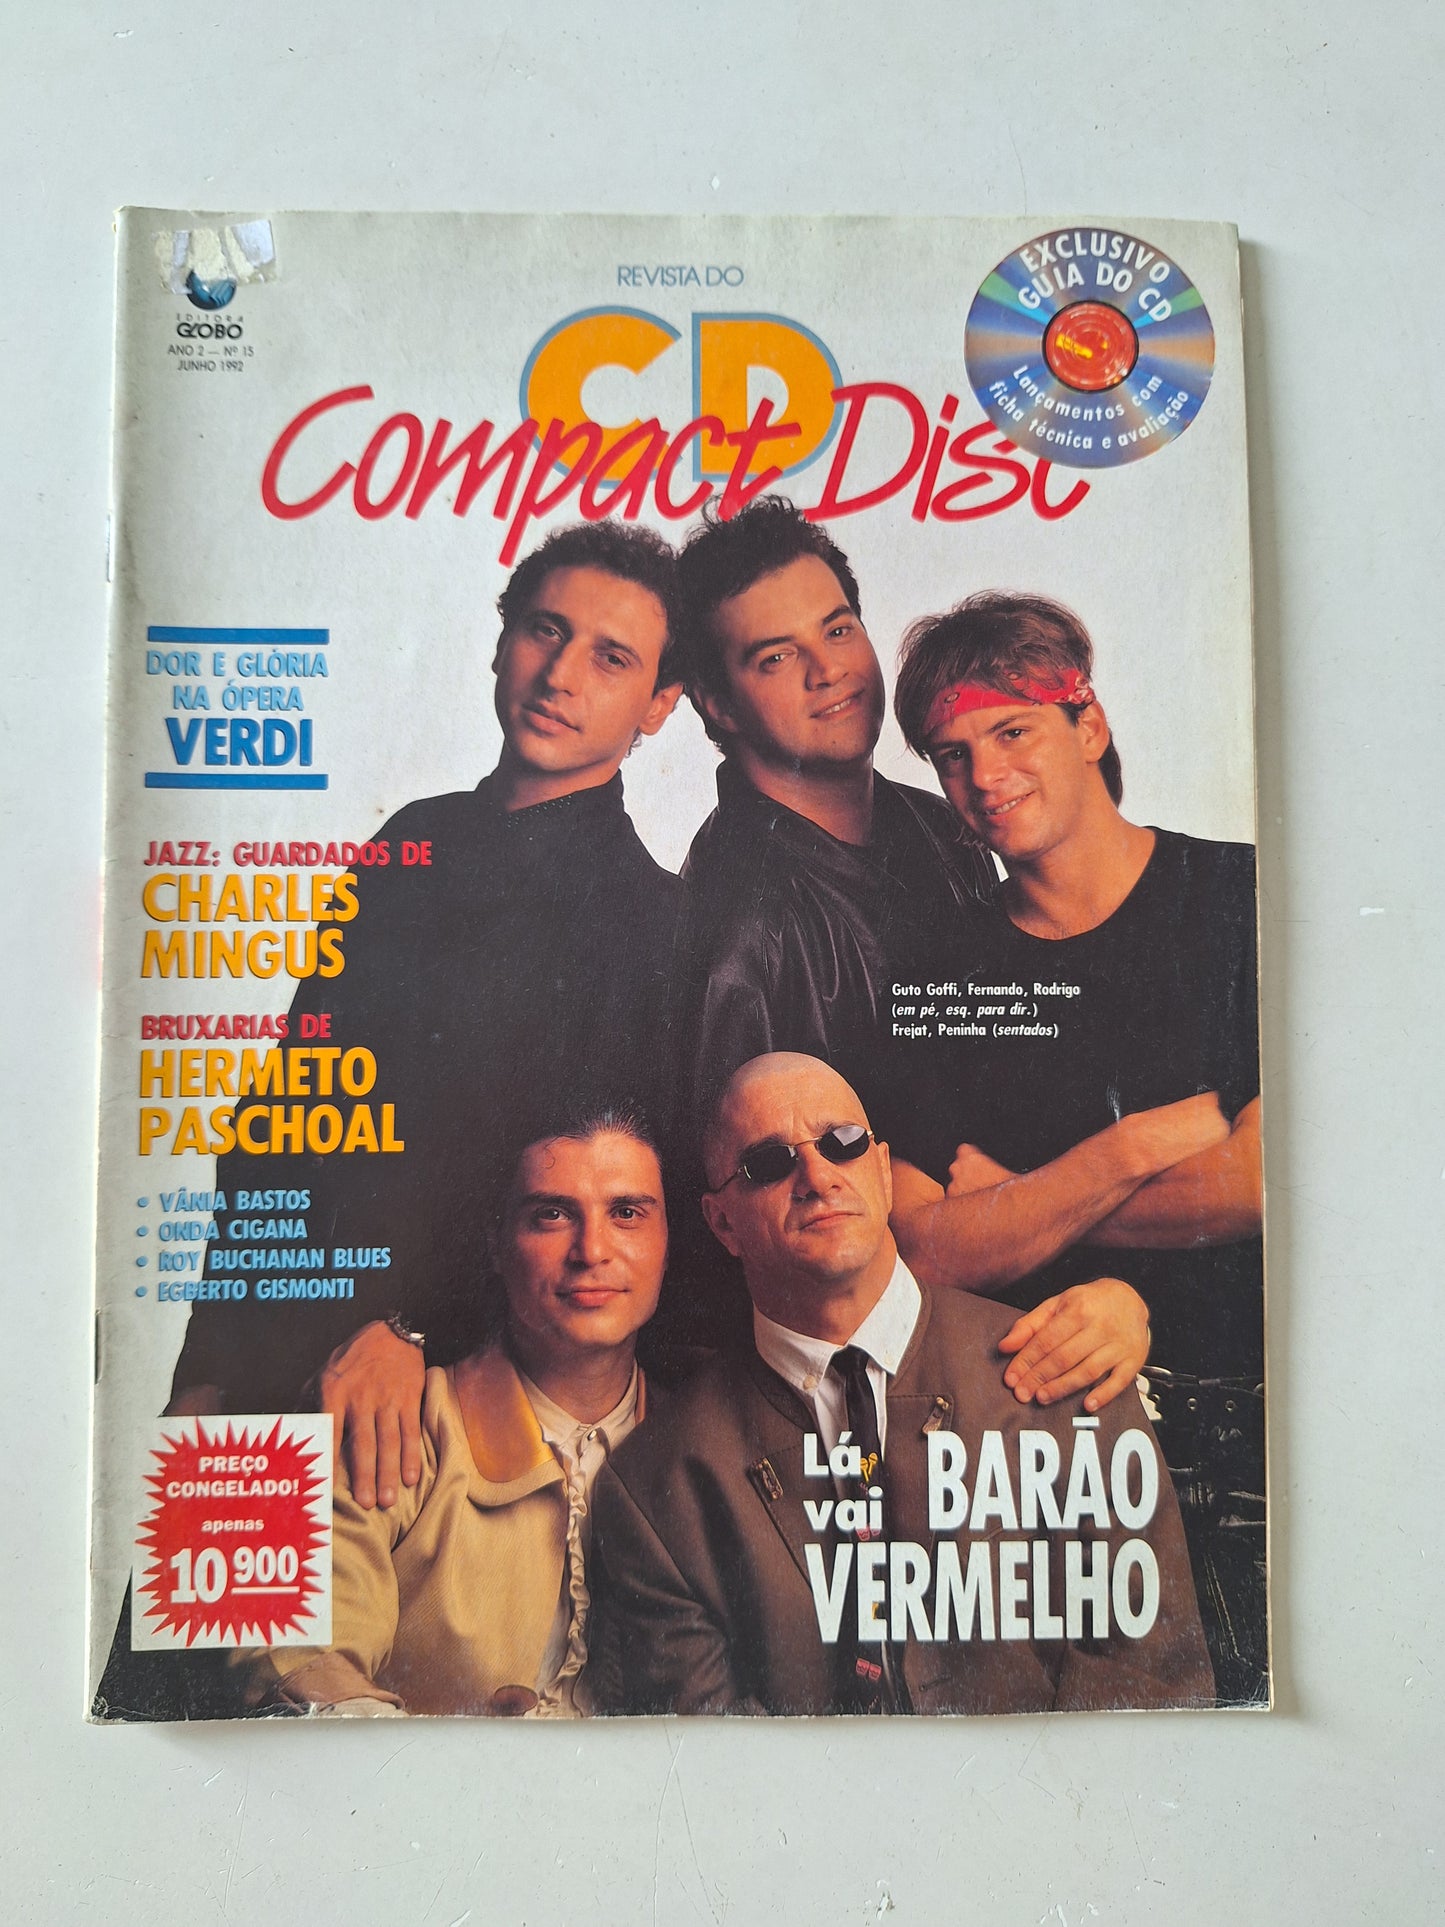 EDITORA
GLOBO
ANO 2 — Nº 15
JUNHO 1992
REVISTA DO
CD
Compact Disc
EXCLUSIVO
GUIA DO CD
Lançamentos com
ficha técnica e avaliação
DOR E GLÓRIA
NA ÓPERA
VERDI
JAZZ: GUARDADOS DE
CHARLES
MINGUS
BRUXARIAS DE
HERMETO
PASCHOAL
• VÂNIA BASTOS
• ONDA CIGANA
• ROY BUCHANAN BLUES
• EGBERTO GISMONTI
Guto Goffi, Fernando, Rodrigo
(em pé, esq. para dir.)
Frejat, Peninha (sentados)
PREÇO
CONGELADO!
apenas
10 900
Lá vai BARÃO
VERMELHO